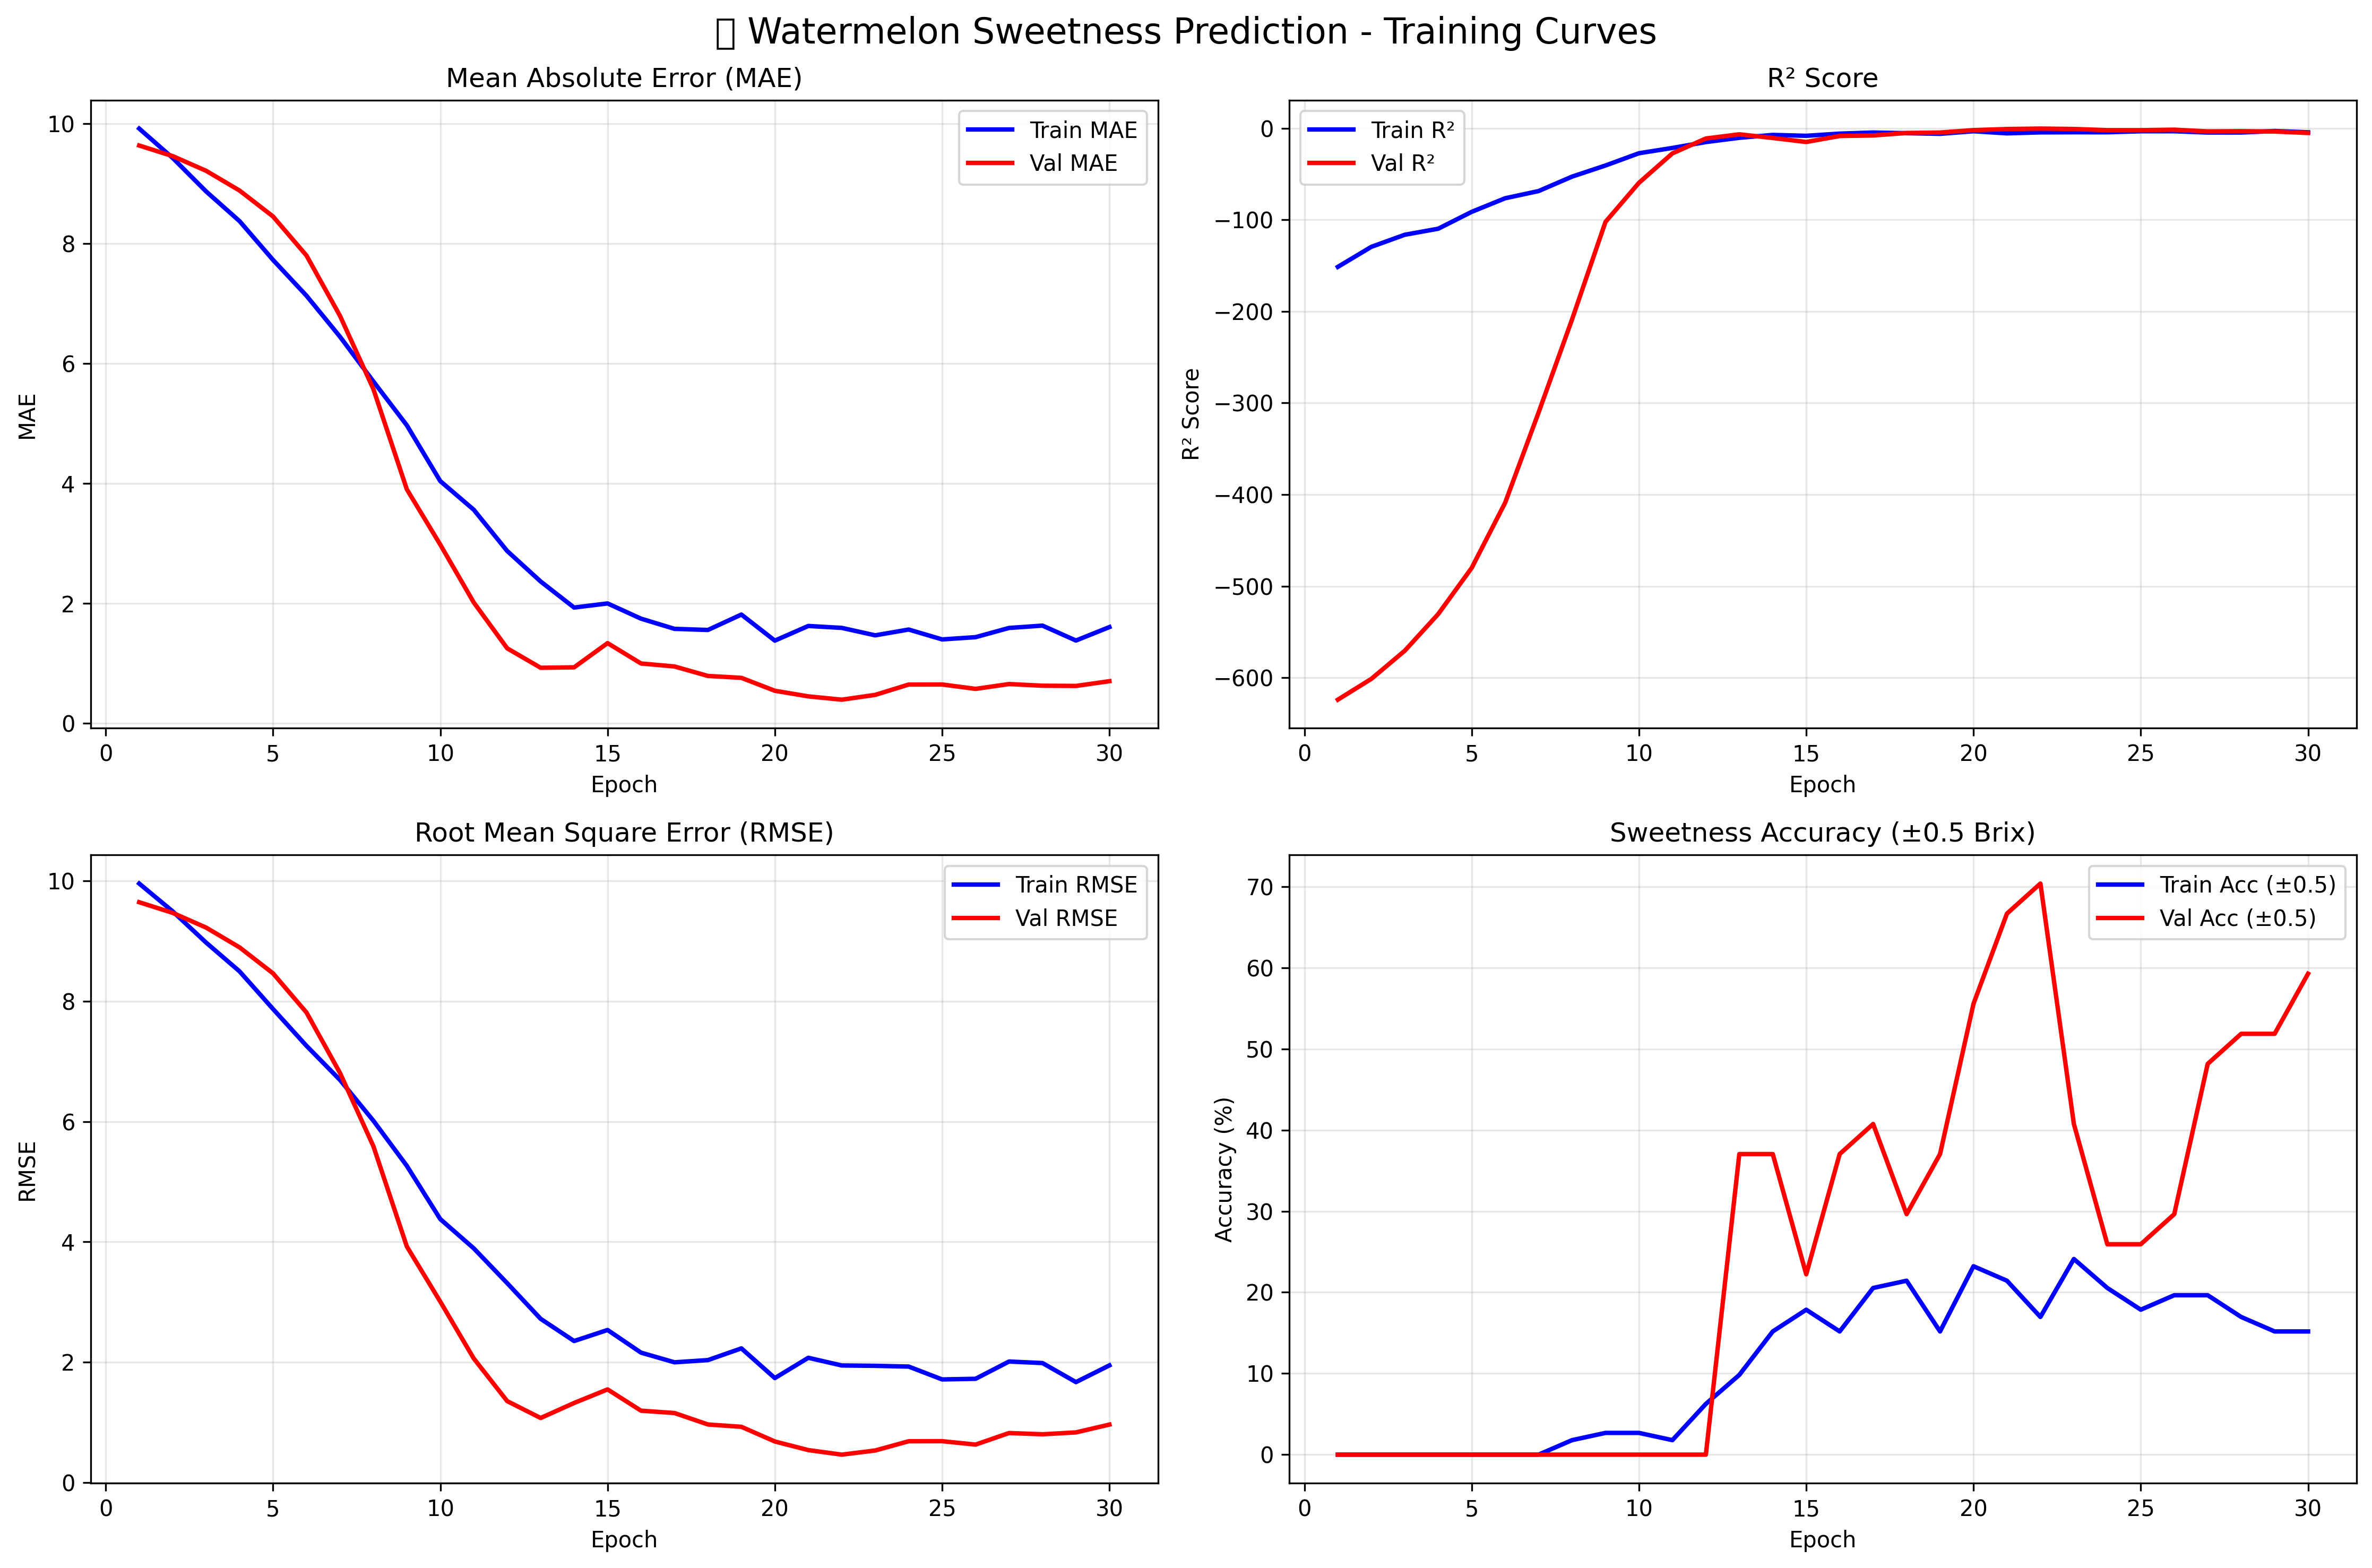 Watermelon Sweetness Prediction - Training Curves
Mean Absolute Error (MAE)
10
8
6
4
2
0
MAE
0 5 10 15 20 25 30
Epoch
Train MAE
Val MAE
R² Score
0
−100
−200
−300
−400
−500
−600
R² Score
0 5 10 15 20 25 30
Epoch
Train R²
Val R²
Root Mean Square Error (RMSE)
10
8
6
4
2
0
RMSE
0 5 10 15 20 25 30
Epoch
Train RMSE
Val RMSE
Sweetness Accuracy (±0.5 Brix)
70
60
50
40
30
20
10
0
Accuracy (%)
0 5 10 15 20 25 30
Epoch
Train Acc (±0.5)
Val Acc (±0.5)